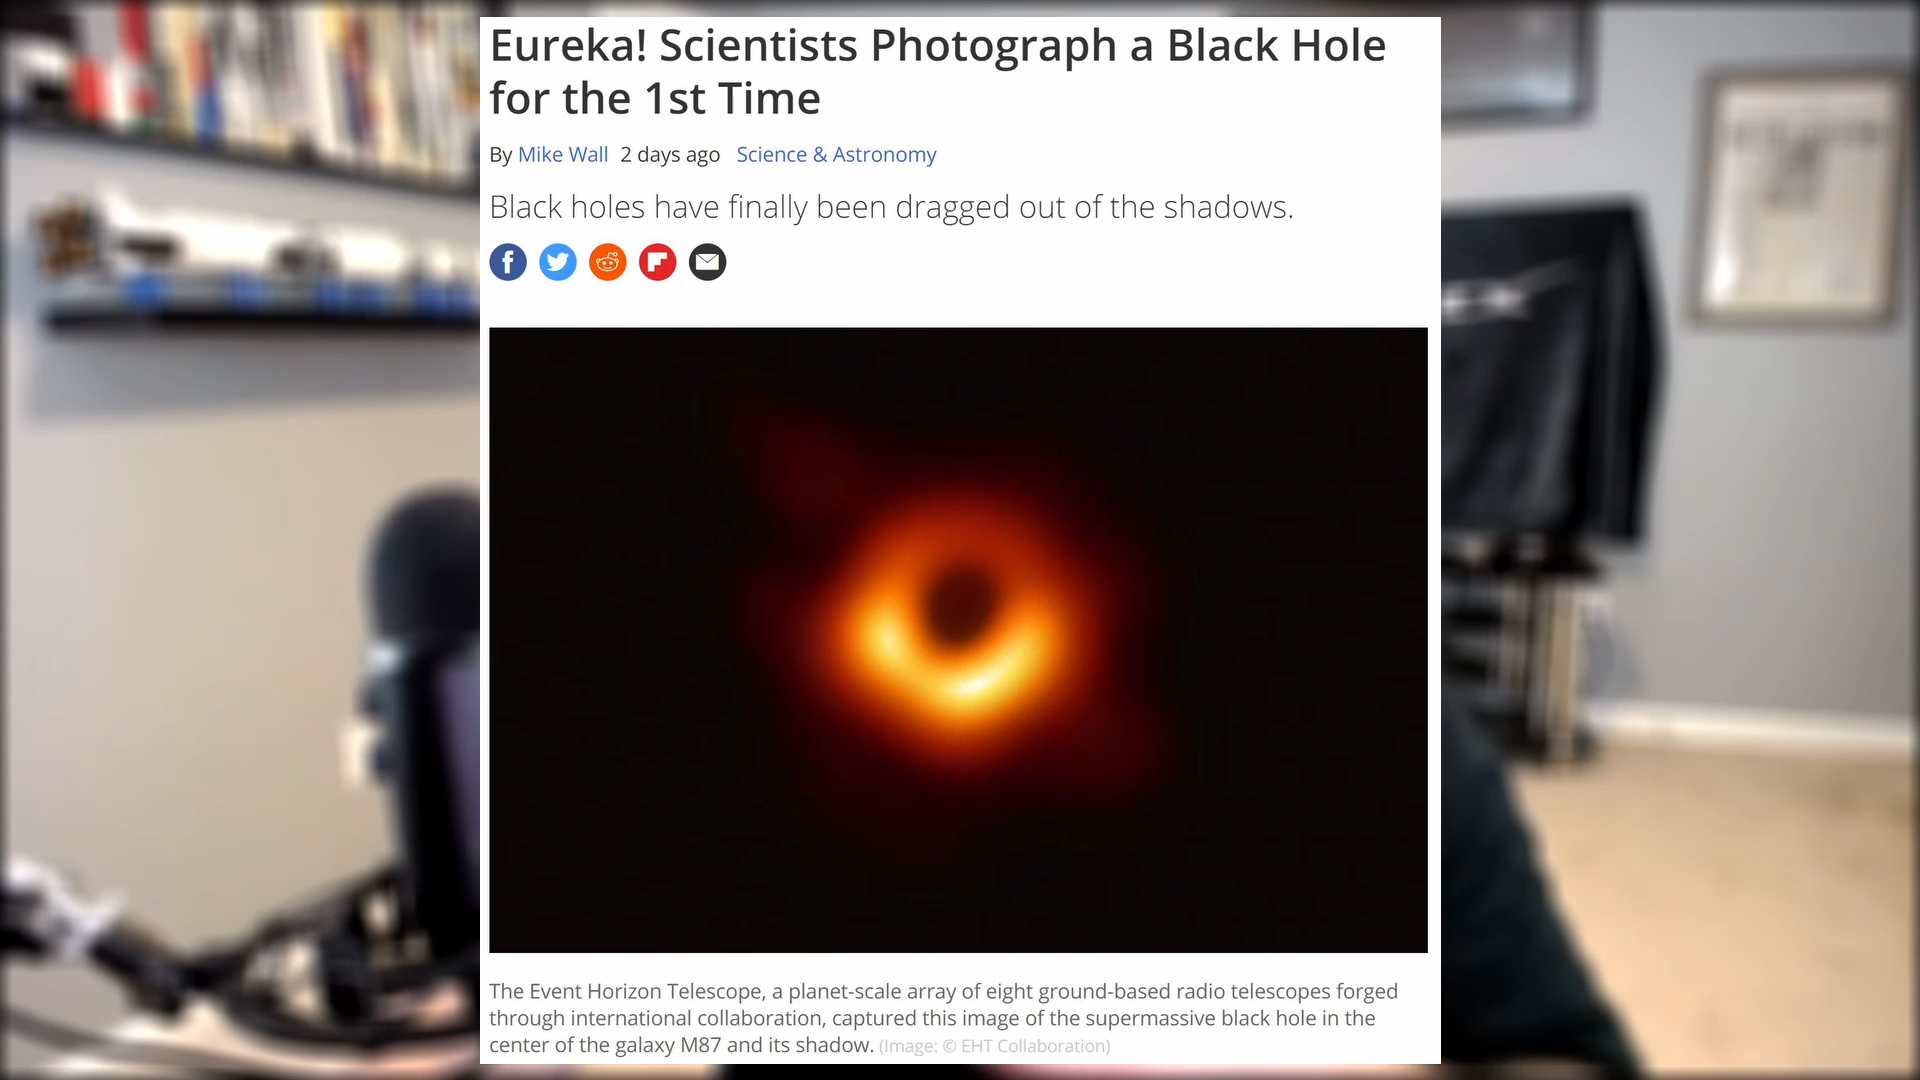 Eureka! Scientists Photograph a Black Hole
for the 1st Time
By Mike Wall 2 days ago Science & Astronomy
Black holes have finally been dragged out of the shadows.
The Event Horizon Telescope, a planet-scale array of eight ground-based radio telescopes forged
through international collaboration, captured this image of the supermassive black hole in the
center of the galaxy M87 and its shadow. (Image: © EHT Collaboration)